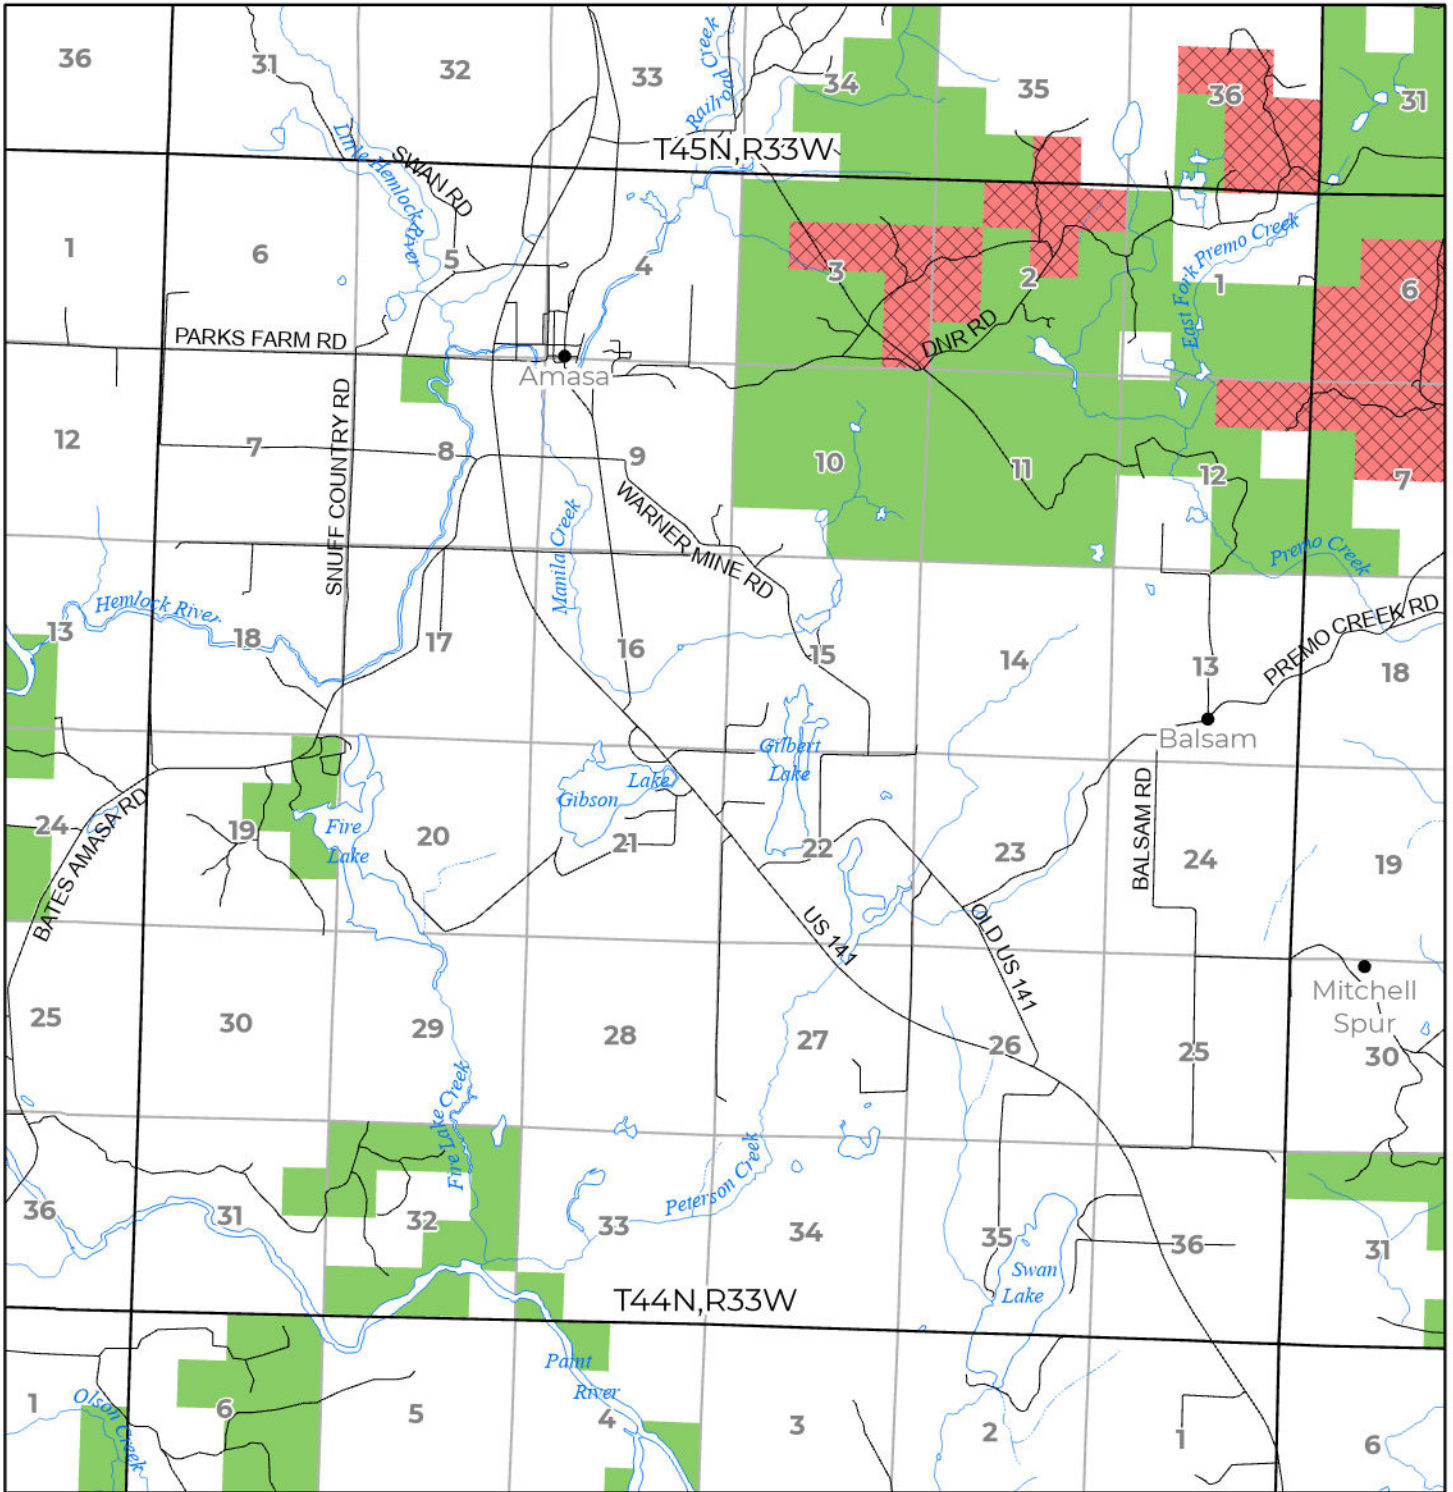 36
31
32
33
34
35
36
31
Railroad Creek
T45N,R33W
Little Hemlock River
SWAN RD
1
6
5
4
3
2
1
6
East Fork Premo Creek
PARKS FARM RD
Amasa
DNR RD
12
7
8
9
10
11
12
7
SNUFF COUNTRY RD
WARNER MINE RD
Manila Creek
Premo Creek
Hemlock River
13
18
17
16
15
14
13
18
PREMO CREEK RD
Balsam
Gilbert
Lake
Gibson
Lake
BALSAM RD
24
19
20
21
22
23
24
19
Fire
Lake
BATES AMASA RD
US 141
OLD US 141
Mitchell
Spur
25
30
29
28
27
26
25
30
Fire Lake Creek
Peterson Creek
36
31
32
33
34
35
36
31
Swan
Lake
T44N,R33W
Paint
River
Olson Creek
1
6
5
4
3
2
1
6